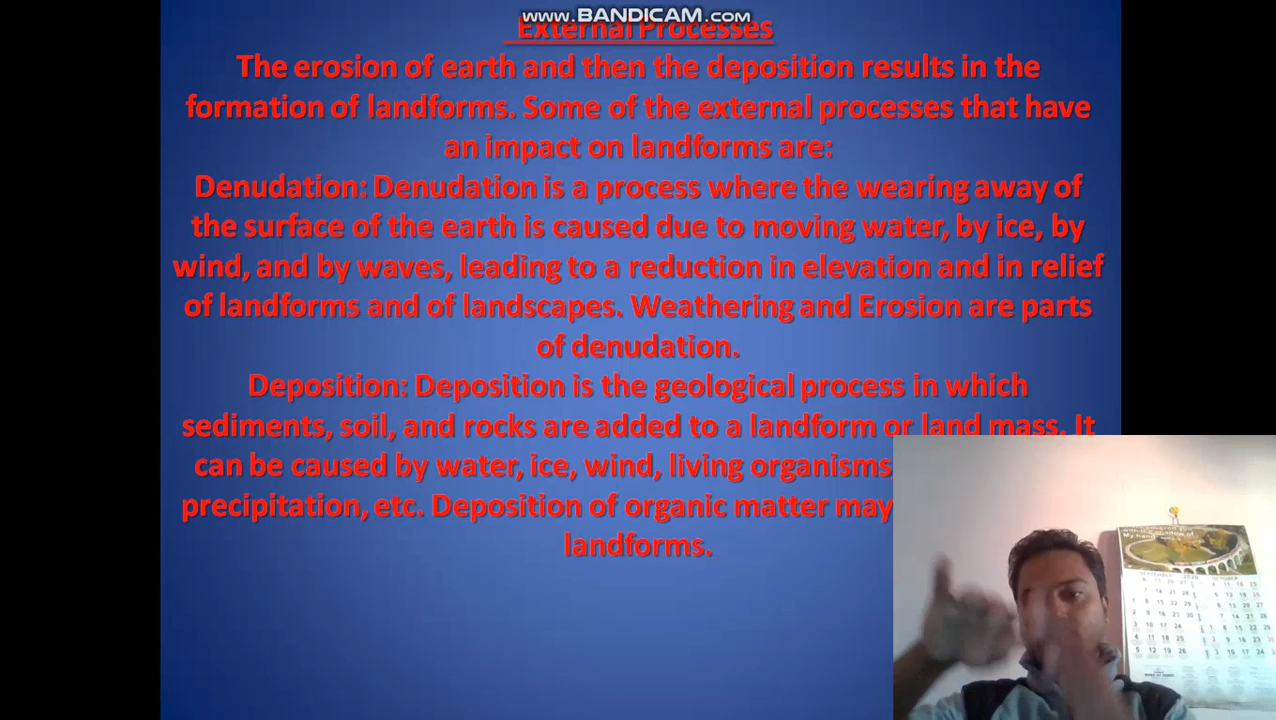 www.BANDICAM.com
External Processes
The erosion of earth and then the deposition results in the
formation of landforms. Some of the external processes that have
an impact on landforms are:
Denudation: Denudation is a process where the wearing away of
the surface of the earth is caused due to moving water, by ice, by
wind, and by waves, leading to a reduction in elevation and in relief
of landforms and of landscapes. Weathering and Erosion are parts
of denudation.
Deposition: Deposition is the geological process in which
sediments, soil, and rocks are added to a landform or land mass. It
can be caused by water, ice, wind, living organisms
precipitation, etc. Deposition of organic matter may
landforms.
SEPTEMBER 2020 OCTOBER